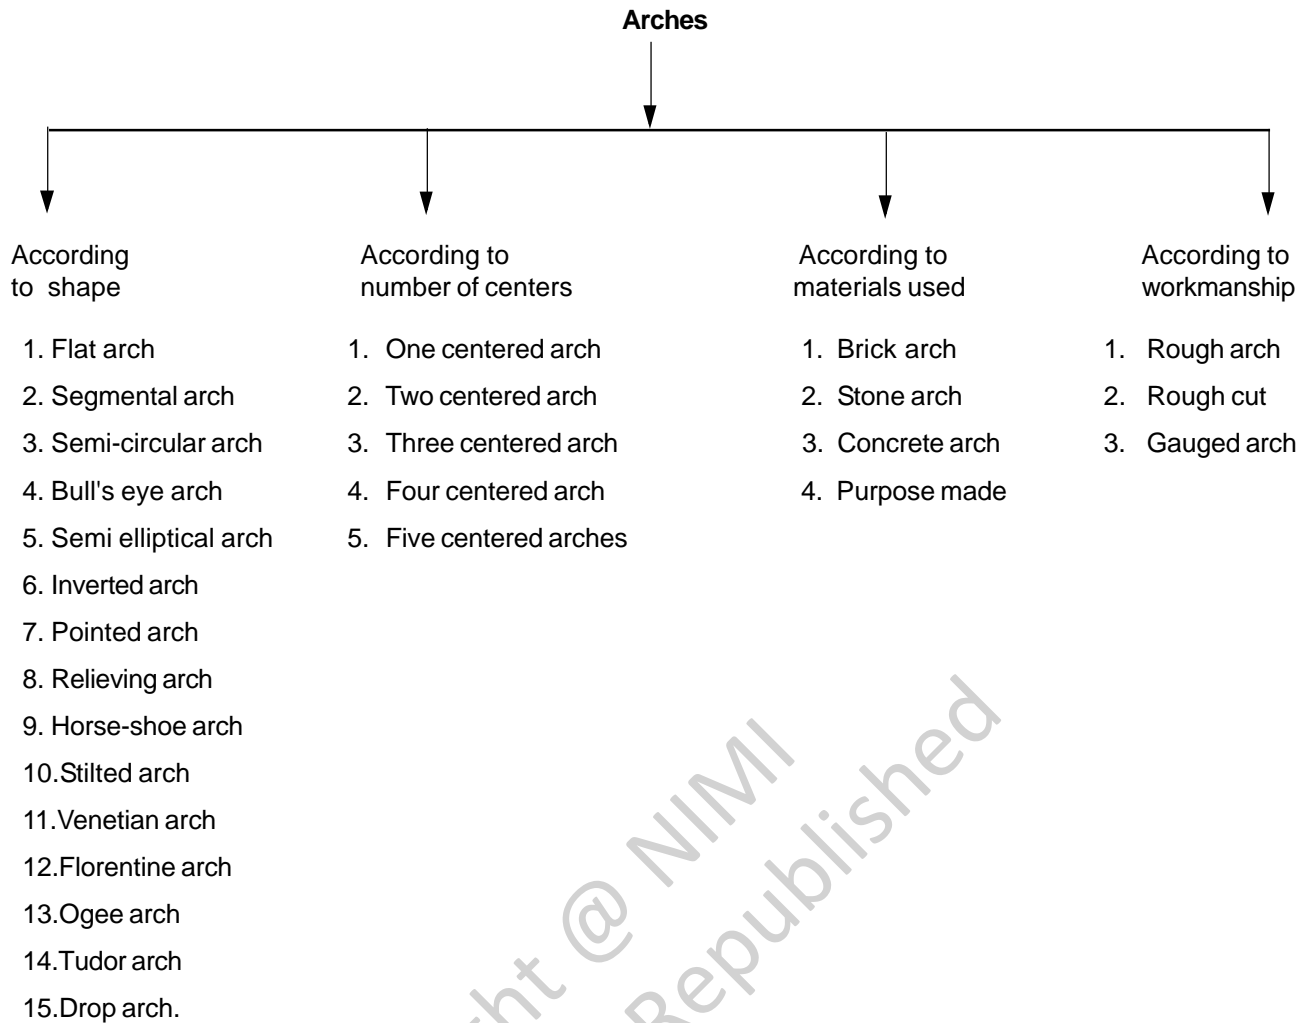 Arches
According
to shape
1. Flat arch
2. Segmental arch
3. Semi-circular arch
4. Bull's eye arch
5. Semi elliptical arch
6. Inverted arch
7. Pointed arch
8. Relieving arch
9. Horse-shoe arch
10.Stilted arch
11.Venetian arch
12.Florentine arch
13.Ogee arch
14.Tudor arch
15.Drop arch.
According to
number of centers
1. One centered arch
2. Two centered arch
3. Three centered arch
4. Four centered arch
5. Five centered arches
According to
materials used
1. Brick arch
2. Stone arch
3. Concrete arch
4. Purpose made
According to
workmanship
1. Rough arch
2. Rough cut
3. Gauged arch
ht @ NIMI
Republished